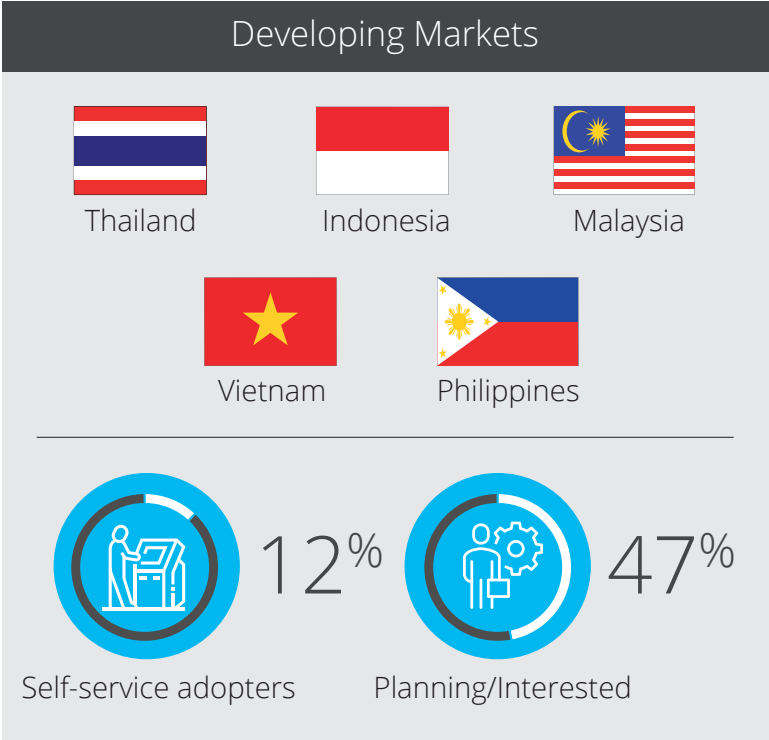 Developing Markets
Thailand
Indonesia
Malaysia
Vietnam
Philippines
12%
47%
Self-service adopters
Planning/Interested